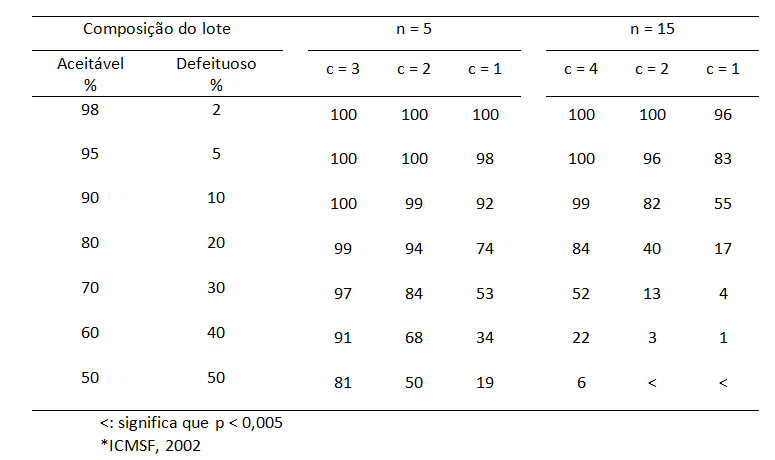 Composição do lote n = 5 n = 15
Aceitável % Defeituoso % c = 3 c = 2 c = 1 c = 4 c = 2 c = 1
98 2 100 100 100 100 100 96
95 5 100 100 98 100 96 83
90 10 100 99 92 99 82 55
80 20 99 94 74 84 40 17
70 30 97 84 53 52 13 4
60 40 91 68 34 22 3 1
50 50 81 50 19 6 < <
<: significa que p < 0,005
*ICMSF, 2002